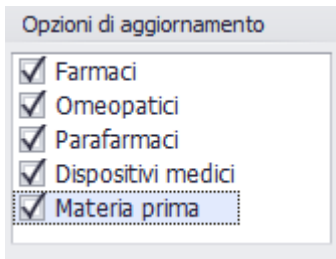 Opzioni di aggiornamento
Farmaci
Omeopatici
Parafarmaci
Dispositivi medici
Materia prima